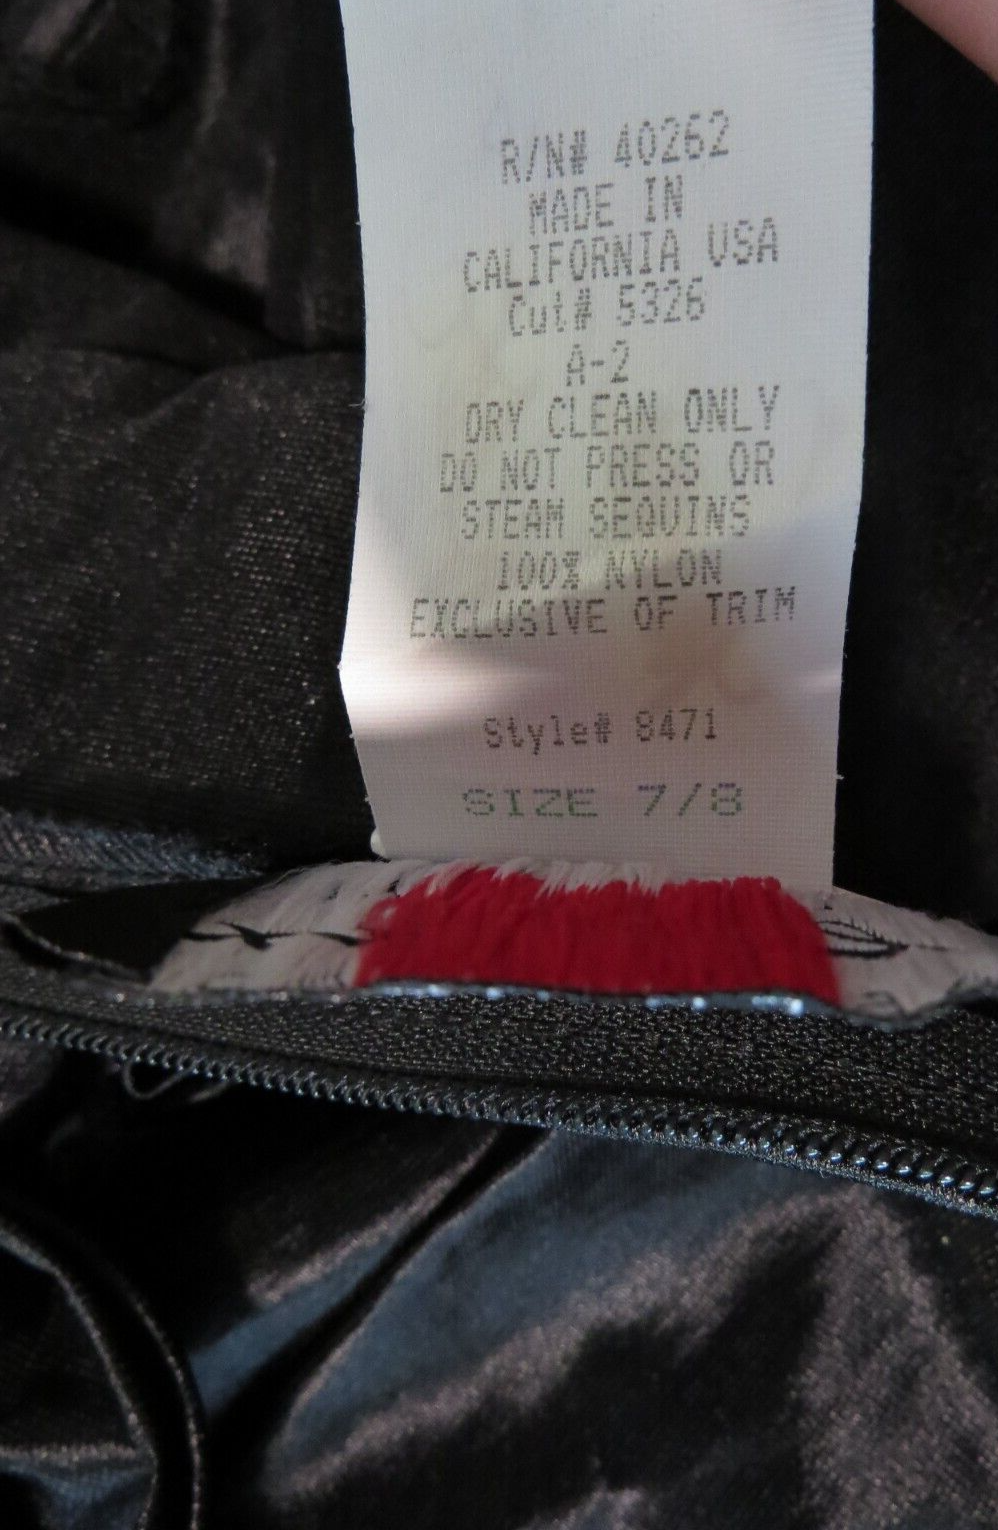 R/N# 40262
MADE IN
CALIFORNIA USA
Cut# 5326
A-2
DRY CLEAN ONLY
DO NOT PRESS OR
STEAM SEQUINS
100% NYLON
EXCLUSIVE OF TRIM
Style# 8471
SIZE 7/8